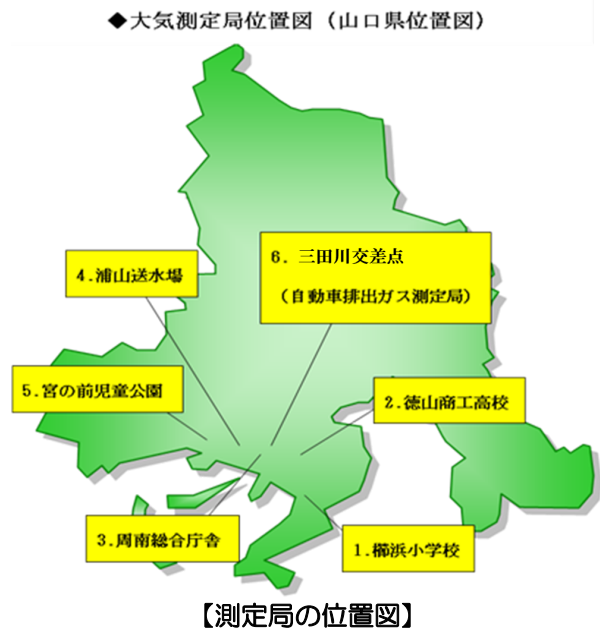 ◆大気測定局位置図（山口県位置図）
6．三田川交差点
（自動車排出ガス測定局）
4.浦山送水場
5.宮の前児童公園
2.徳山商工高校
3.周南総合庁舎
1.櫛浜小学校
【測定局の位置図】